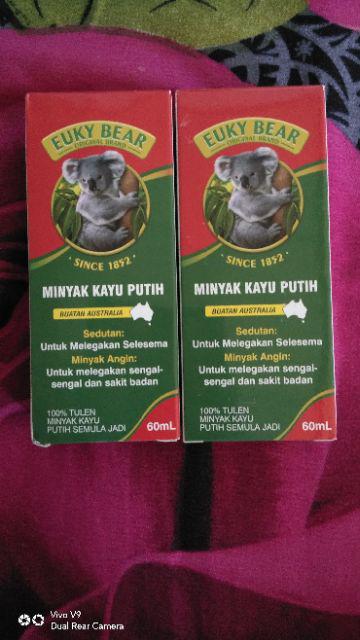 EUKY BEAR
ORIGINAL BRAND
SINCE 1852
MINYAK KAYU PUTIH
BUATAN AUSTRALIA
Sedutan:
Untuk Melegakan Selesema
Minyak Angin:
Untuk melegakan sengal-
sengal dan sakit badan
100% TULEN
MINYAK KAYU
PUTIH SEMULA JADI
60mL
EUKY BEAR
ORIGINAL BRAND
SINCE 1852
MINYAK KAYU PUTIH
BUATAN AUSTRALIA
Sedutan:
Untuk Melegakan Selesema
Minyak Angin:
Untuk melegakan sengal-
sengal dan sakit badan
100% TULEN
MINYAK KAYU
PUTIH SEMULA JADI
60mL
Vivo V9
Dual Rear Camera